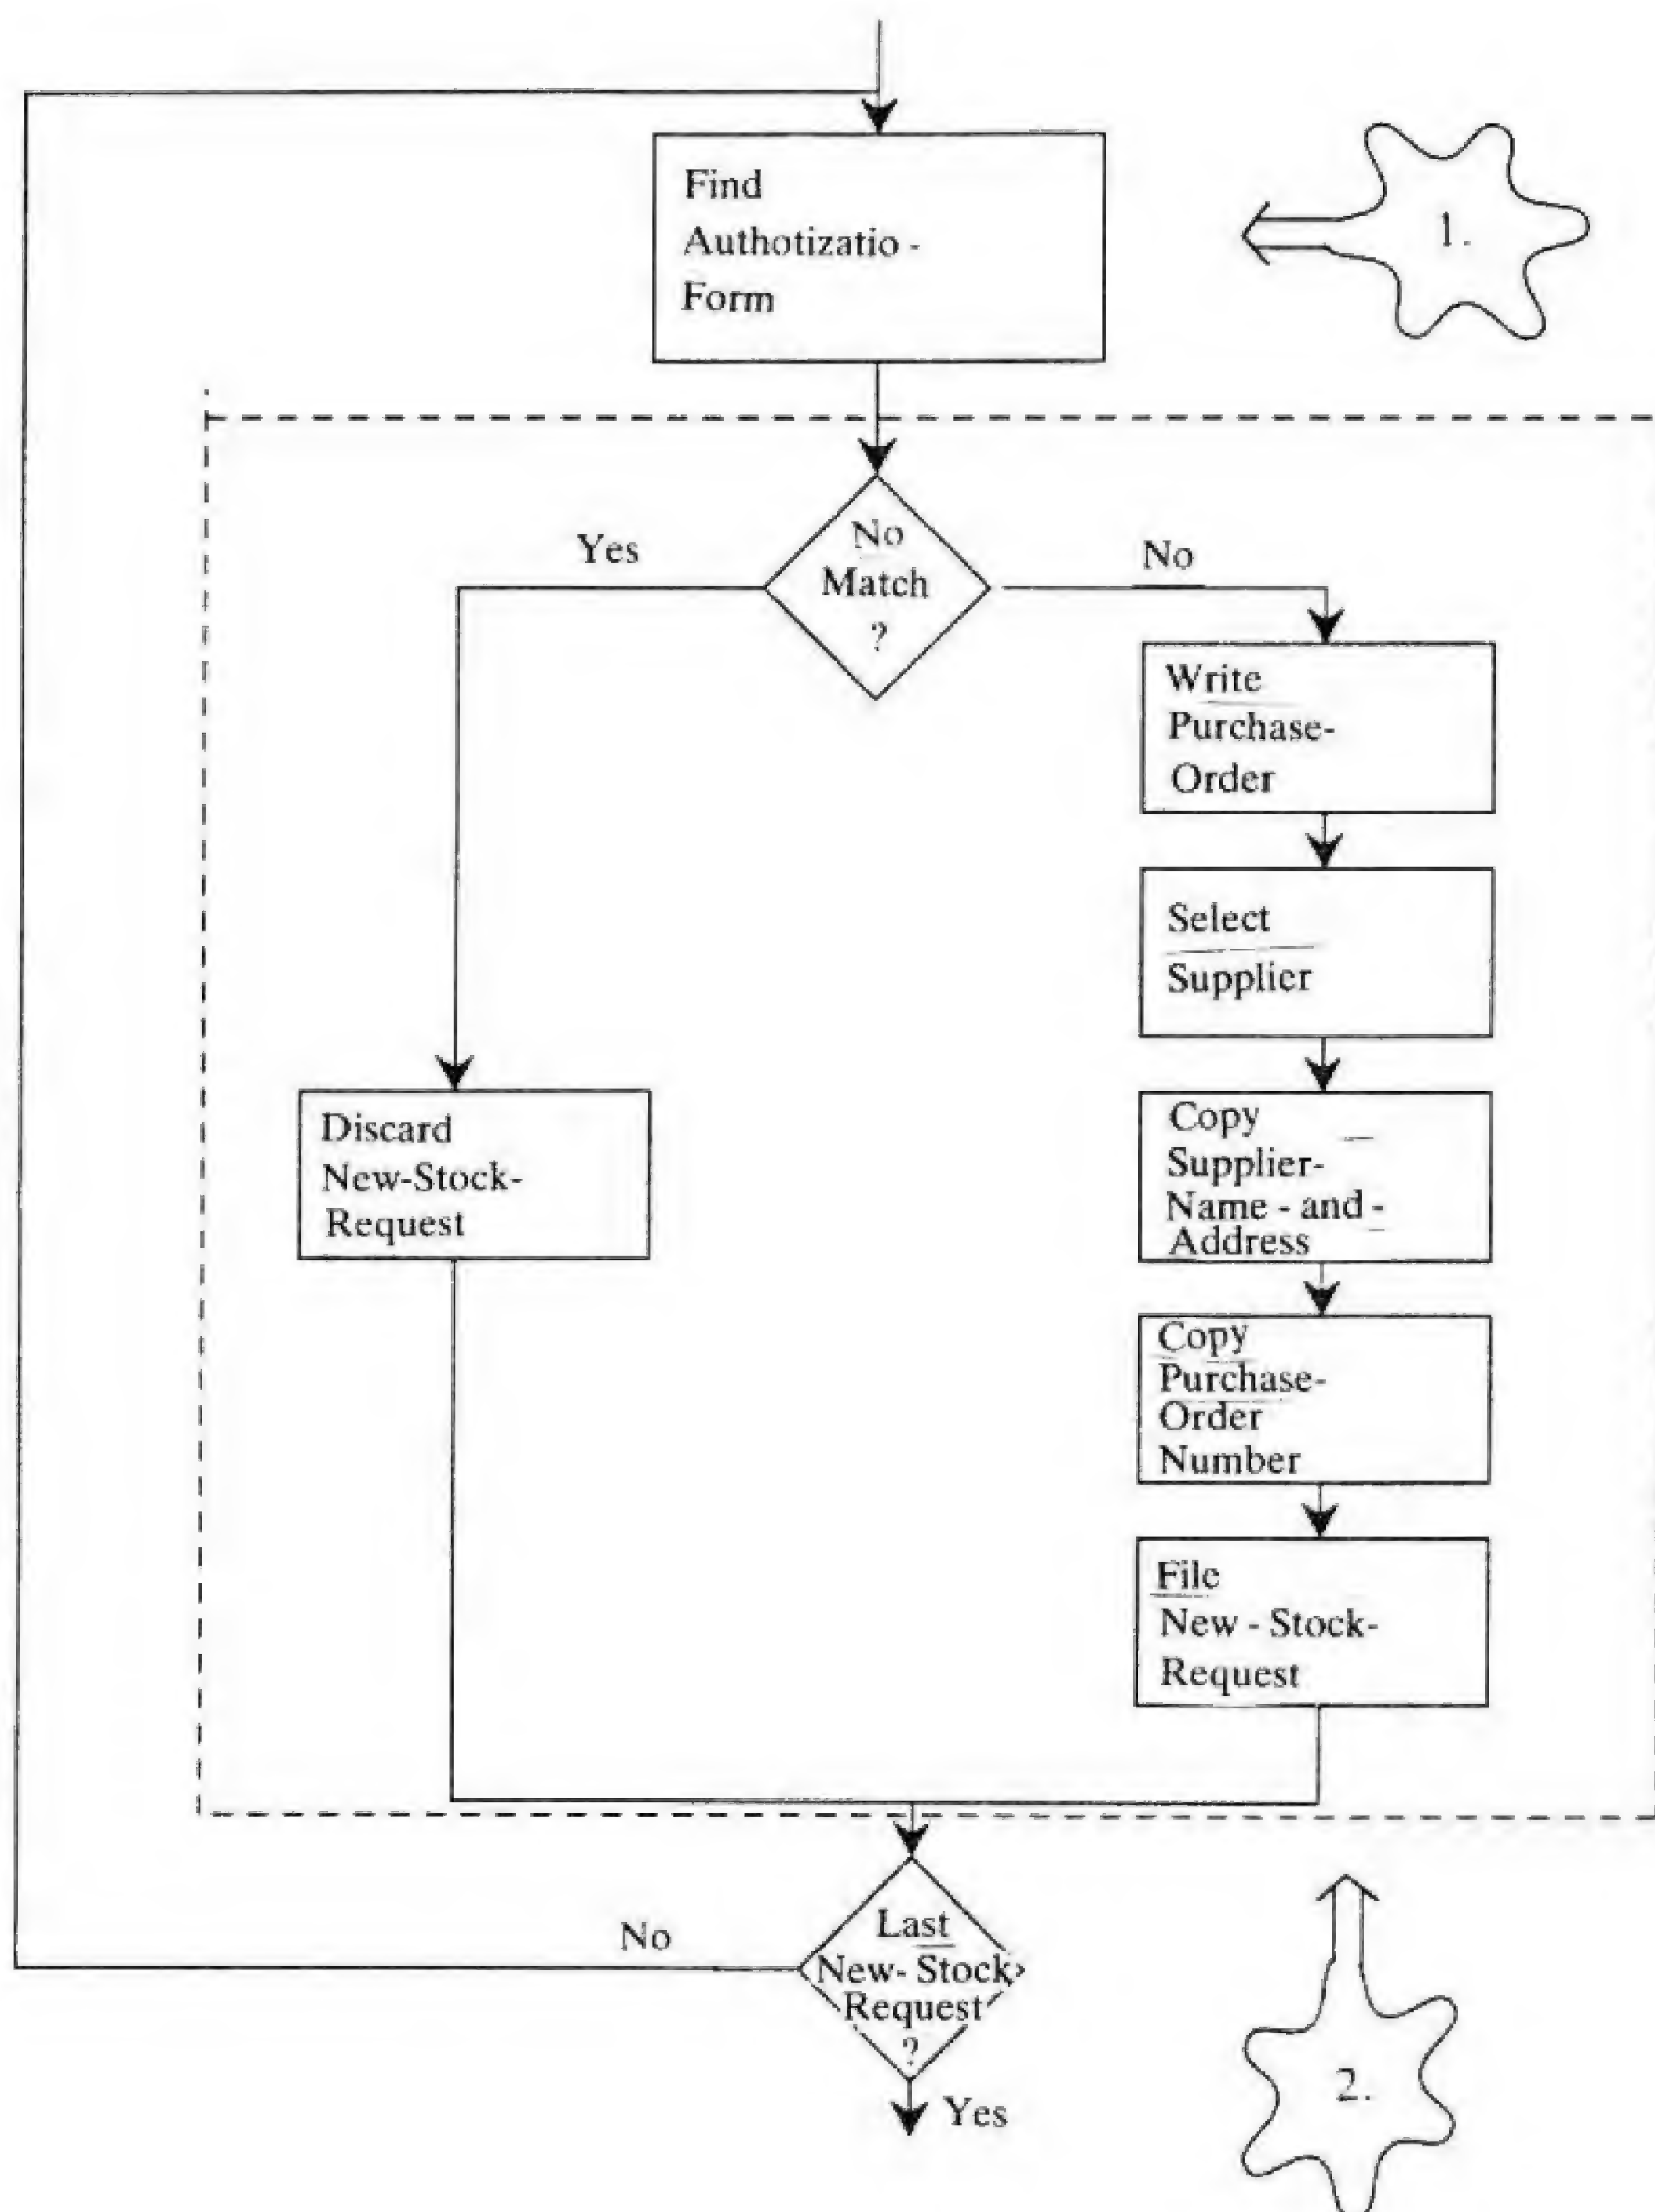 Find
Authotizatio -
Form
1.
No
Match
?
Yes
No
Write
Purchase-
Order
Select
Supplier
Copy
Supplier-
Name - and -
Address
Discard
New-Stock-
Request
Copy
Purchase-
Order
Number
File
New - Stock-
Request
No
Last
New- Stock
Request
?
Yes
2.